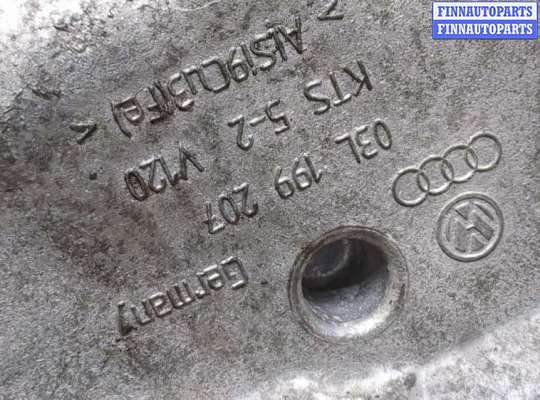 FINNAUTOPARTS
FINNAUTOPARTS
> AlSi9Cu3(Fe) <
KTS 5-2 V120
03L 199 207
Germany